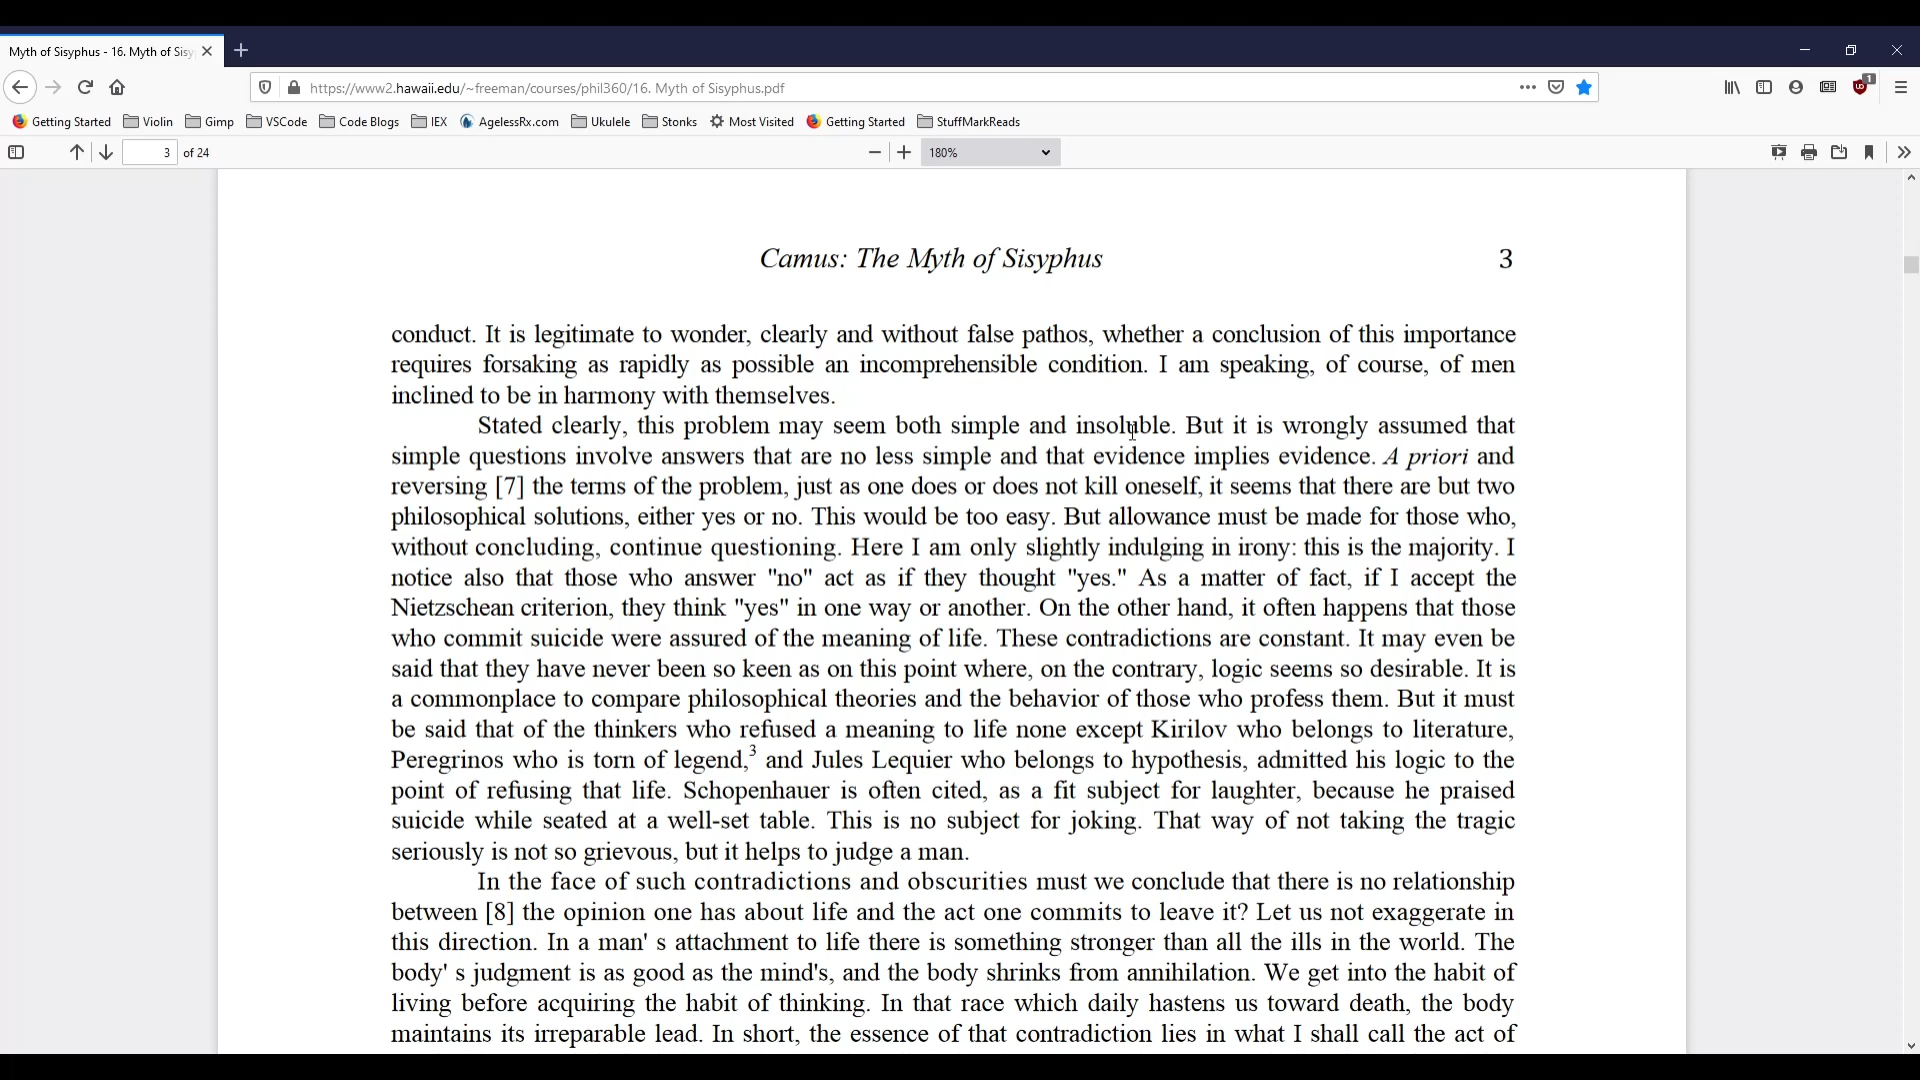 Myth of Sisyphus - 16. Myth of Sisy
https://www2.hawaii.edu/~freeman/courses/phil360/16. Myth of Sisyphus.pdf
1
Getting Started Violin Gimp VSCode Code Blogs IEX AgelessRx.com Ukulele Stonks Most Visited Getting Started StuffMarkReads
3 of 24 180%
Camus: The Myth of Sisyphus 3
conduct. It is legitimate to wonder, clearly and without false pathos, whether a conclusion of this importance
requires forsaking as rapidly as possible an incomprehensible condition. I am speaking, of course, of men
inclined to be in harmony with themselves.
Stated clearly, this problem may seem both simple and insoluble. But it is wrongly assumed that
simple questions involve answers that are no less simple and that evidence implies evidence. A priori and
reversing [7] the terms of the problem, just as one does or does not kill oneself, it seems that there are but two
philosophical solutions, either yes or no. This would be too easy. But allowance must be made for those who,
without concluding, continue questioning. Here I am only slightly indulging in irony: this is the majority. I
notice also that those who answer "no" act as if they thought "yes." As a matter of fact, if I accept the
Nietzschean criterion, they think "yes" in one way or another. On the other hand, it often happens that those
who commit suicide were assured of the meaning of life. These contradictions are constant. It may even be
said that they have never been so keen as on this point where, on the contrary, logic seems so desirable. It is
a commonplace to compare philosophical theories and the behavior of those who profess them. But it must
be said that of the thinkers who refused a meaning to life none except Kirilov who belongs to literature,
Peregrinos who is torn of legend,3 and Jules Lequier who belongs to hypothesis, admitted his logic to the
point of refusing that life. Schopenhauer is often cited, as a fit subject for laughter, because he praised
suicide while seated at a well-set table. This is no subject for joking. That way of not taking the tragic
seriously is not so grievous, but it helps to judge a man.
In the face of such contradictions and obscurities must we conclude that there is no relationship
between [8] the opinion one has about life and the act one commits to leave it? Let us not exaggerate in
this direction. In a man' s attachment to life there is something stronger than all the ills in the world. The
body' s judgment is as good as the mind's, and the body shrinks from annihilation. We get into the habit of
living before acquiring the habit of thinking. In that race which daily hastens us toward death, the body
maintains its irreparable lead. In short, the essence of that contradiction lies in what I shall call the act of